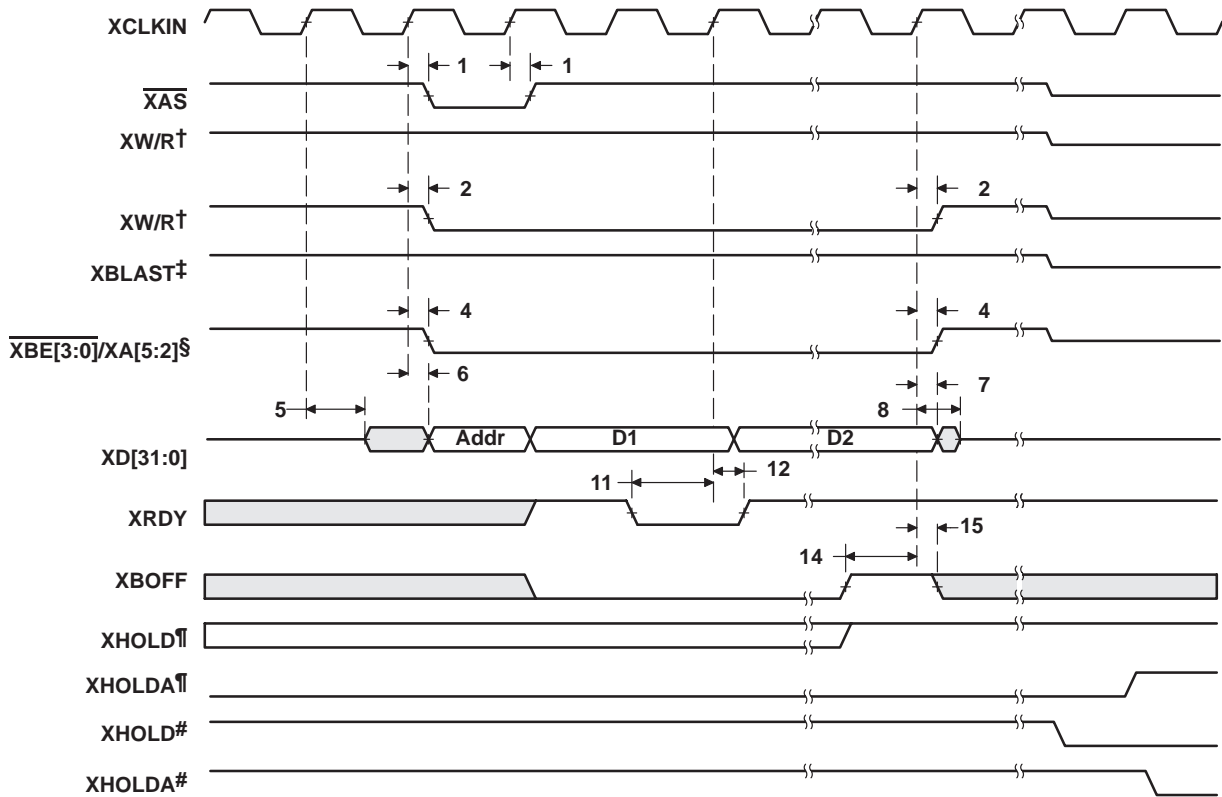 XCLKIN
1 1
XAS
XW/R†
2 2
XW/R†
XBLAST‡
4 4
XBE[3:0]/XA[5:2]§
6 7
5 8
Addr D1 D2
XD[31:0]
11 12
XRDY
15
14
XBOFF
XHOLD¶
XHOLDA¶
XHOLD#
XHOLDA#